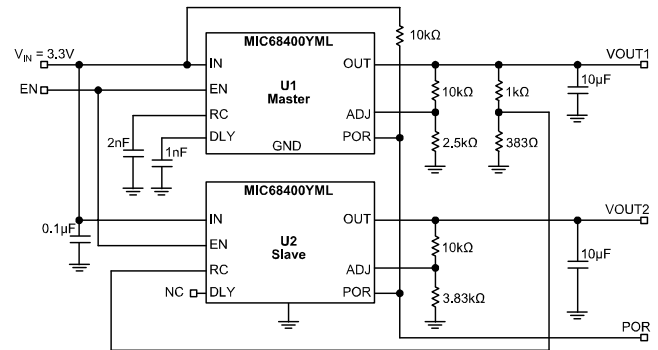 MIC68400YML
10kΩ
VIN = 3.3V
IN
OUT
VOUT1
EN
EN
U1
Master
10kΩ
1kΩ
10µF
RC
ADJ
2nF
1nF
DLY
POR
2.5kΩ
383Ω
GND
MIC68400YML
IN
OUT
VOUT2
0.1µF
EN
U2
Slave
10kΩ
10µF
RC
ADJ
NC
DLY
POR
3.83kΩ
POR